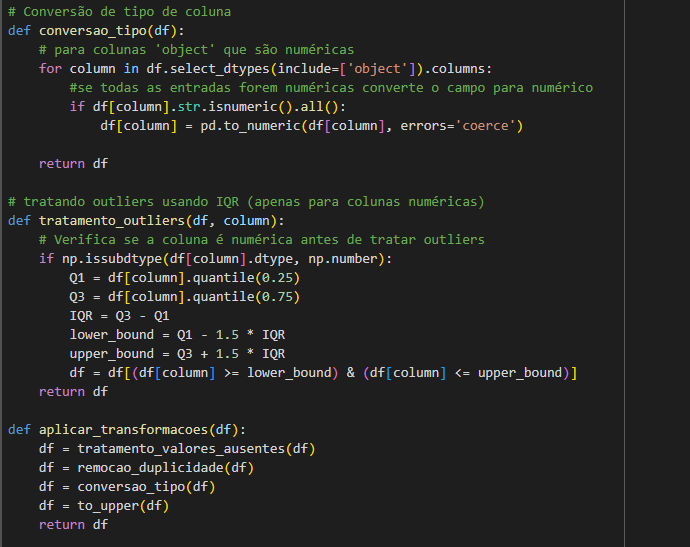 # Conversão de tipo de coluna
def conversao_tipo(df):
    # para colunas 'object' que são numéricas
    for column in df.select_dtypes(include=['object']).columns:
        #se todas as entradas forem numéricas converte o campo para numérico
        if df[column].str.isnumeric().all():
            df[column] = pd.to_numeric(df[column], errors='coerce')

    return df

# tratando outliers usando IQR (apenas para colunas numéricas)
def tratamento_outliers(df, column):
    # Verifica se a coluna é numérica antes de tratar outliers
    if np.issubdtype(df[column].dtype, np.number):
        Q1 = df[column].quantile(0.25)
        Q3 = df[column].quantile(0.75)
        IQR = Q3 - Q1
        lower_bound = Q1 - 1.5 * IQR
        upper_bound = Q3 + 1.5 * IQR
        df = df[(df[column] >= lower_bound) & (df[column] <= upper_bound)]
    return df

def aplicar_transformacoes(df):
    df = tratamento_valores_ausentes(df)
    df = remocao_duplicidade(df)
    df = conversao_tipo(df)
    df = to_upper(df)
    return df